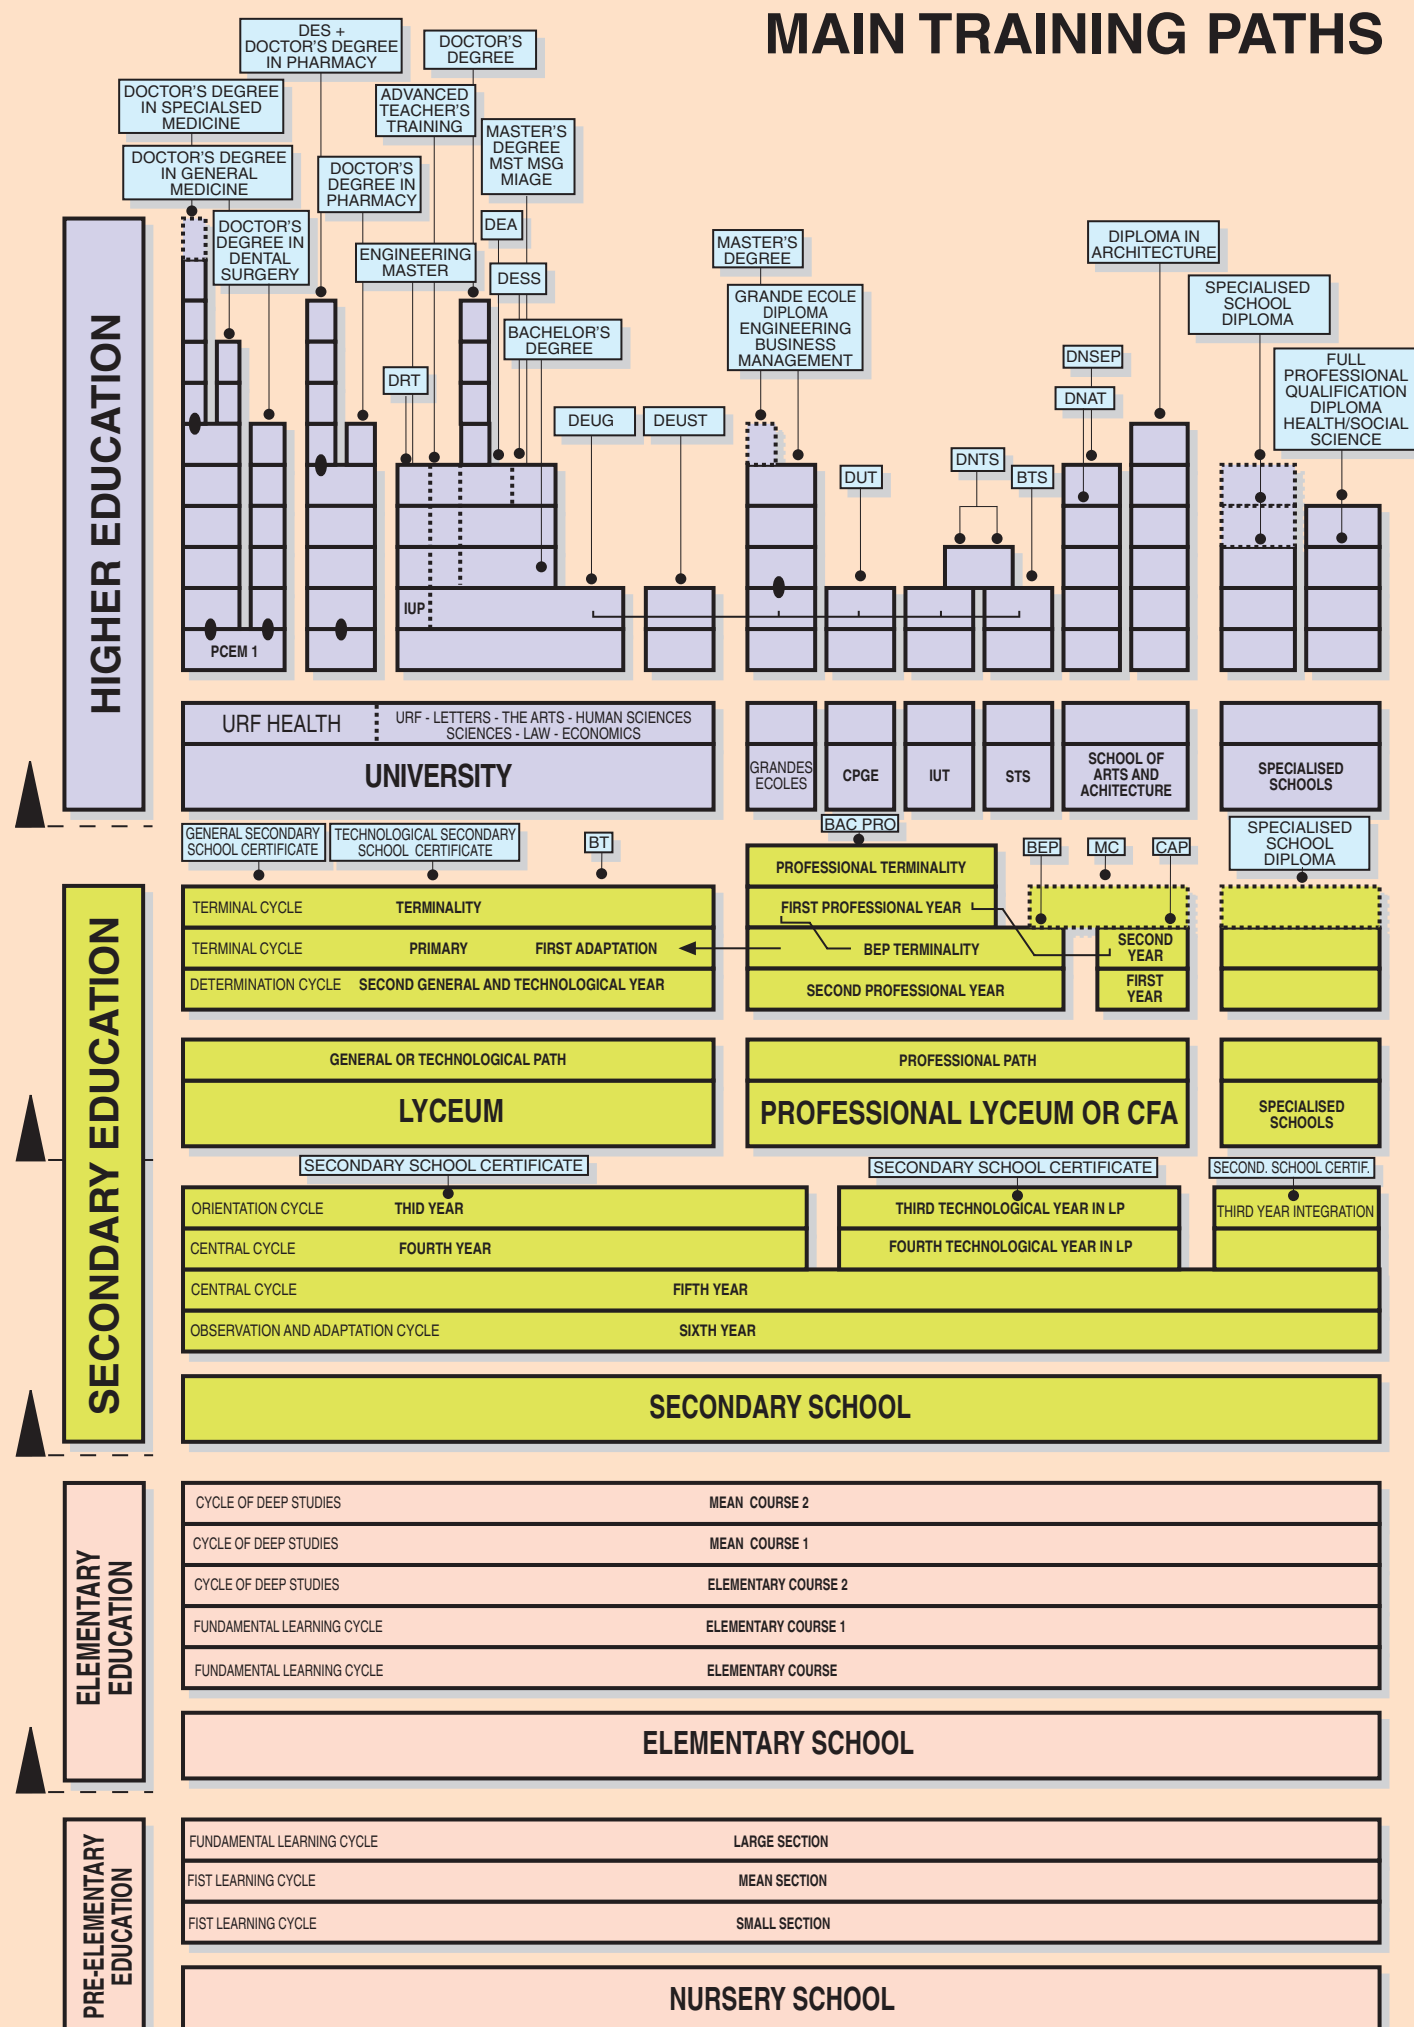 MAIN TRAINING PATHS
DES +
DOCTOR'S DEGREE
IN PHARMACY
DOCTOR'S
DEGREE
DOCTOR'S DEGREE
IN SPECIALSED
MEDICINE
ADVANCED
TEACHER'S
TRAINING
MASTER'S
DEGREE
MST MSG
MIAGE
DOCTOR'S DEGREE
IN GENERAL
MEDICINE
DOCTOR'S
DEGREE IN
PHARMACY
DOCTOR'S
DEGREE IN
DENTAL
SURGERY
DEA
ENGINEERING
MASTER
DESS
MASTER'S
DEGREE
DIPLOMA IN
ARCHITECTURE
GRANDE ECOLE
DIPLOMA
ENGINEERING
BUSINESS
MANAGEMENT
SPECIALISED
SCHOOL
DIPLOMA
BACHELOR'S
DEGREE
DNSEP
FULL
PROFESSIONAL
QUALIFICATION
DIPLOMA
HEALTH/SOCIAL
SCIENCE
DRT
DNAT
DEUG
DEUST
DNTS
DUT
BTS
HIGHER EDUCATION
IUP
PCEM 1
URF HEALTH
URF - LETTERS - THE ARTS - HUMAN SCIENCES
SCIENCES - LAW - ECONOMICS
UNIVERSITY
GRANDES
ECOLES
CPGE
IUT
STS
SCHOOL OF
ARTS AND
ACHITECTURE
SPECIALISED
SCHOOLS
GENERAL SECONDARY
SCHOOL CERTIFICATE
TECHNOLOGICAL SECONDARY
SCHOOL CERTIFICATE
BT
BAC PRO
BEP
MC
CAP
SPECIALISED
SCHOOL
DIPLOMA
SECONDARY EDUCATION
PROFESSIONAL TERMINALITY
TERMINAL CYCLE
TERMINALITY
FIRST PROFESSIONAL YEAR
TERMINAL CYCLE
PRIMARY
FIRST ADAPTATION
BEP TERMINALITY
SECOND
YEAR
DETERMINATION CYCLE
SECOND GENERAL AND TECHNOLOGICAL YEAR
SECOND PROFESSIONAL YEAR
FIRST
YEAR
GENERAL OR TECHNOLOGICAL PATH
PROFESSIONAL PATH
LYCEUM
PROFESSIONAL LYCEUM OR CFA
SPECIALISED
SCHOOLS
SECONDARY SCHOOL CERTIFICATE
SECONDARY SCHOOL CERTIFICATE
SECOND. SCHOOL CERTIF.
ORIENTATION CYCLE
THID YEAR
THIRD TECHNOLOGICAL YEAR IN LP
THIRD YEAR INTEGRATION
CENTRAL CYCLE
FOURTH YEAR
FOURTH TECHNOLOGICAL YEAR IN LP
CENTRAL CYCLE
FIFTH YEAR
OBSERVATION AND ADAPTATION CYCLE
SIXTH YEAR
SECONDARY SCHOOL
ELEMENTARY
EDUCATION
CYCLE OF DEEP STUDIES
MEAN COURSE 2
CYCLE OF DEEP STUDIES
MEAN COURSE 1
CYCLE OF DEEP STUDIES
ELEMENTARY COURSE 2
FUNDAMENTAL LEARNING CYCLE
ELEMENTARY COURSE 1
FUNDAMENTAL LEARNING CYCLE
ELEMENTARY COURSE
ELEMENTARY SCHOOL
PRE-ELEMENTARY
EDUCATION
FUNDAMENTAL LEARNING CYCLE
LARGE SECTION
FIST LEARNING CYCLE
MEAN SECTION
FIST LEARNING CYCLE
SMALL SECTION
NURSERY SCHOOL